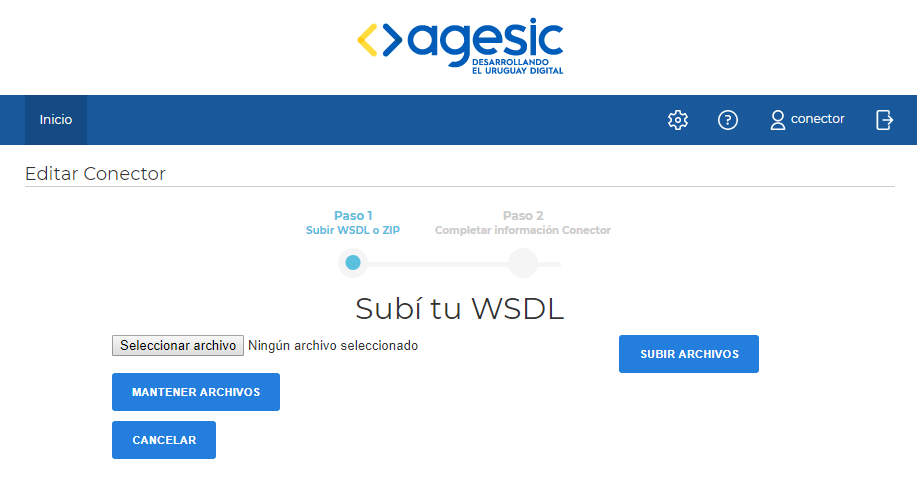 agesic
DESARROLLANDO
EL URUGUAY DIGITAL
Inicio
conector
Editar Conector
Paso 1
Subir WSDL o ZIP
Paso 2
Completar información Conector
Subí tu WSDL
Seleccionar archivo Ningún archivo seleccionado
SUBIR ARCHIVOS
MANTENER ARCHIVOS
CANCELAR